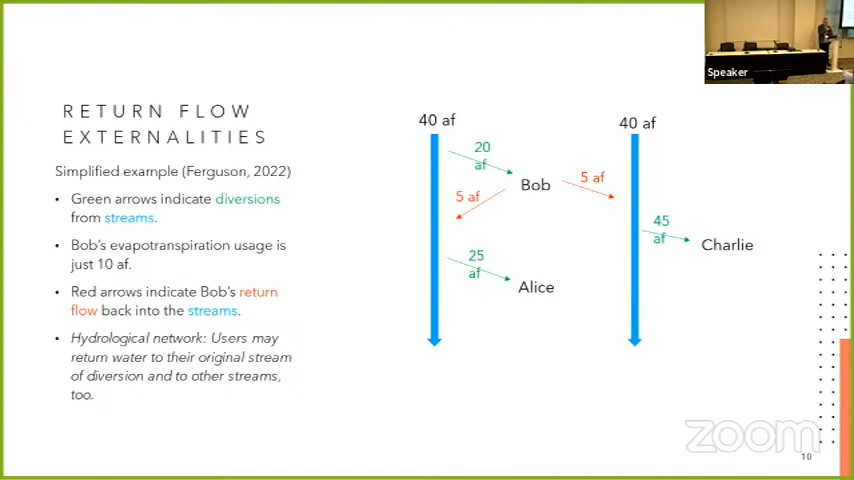 Speaker
RETURN FLOW
EXTERNALITIES
Simplified example (Ferguson, 2022)
• Green arrows indicate diversions
from streams.
• Bob's evapotranspiration usage is
just 10 af.
• Red arrows indicate Bob's return
flow back into the streams.
• Hydrological network: Users may
return water to their original stream
of diversion and to other streams,
too.
40 af
40 af
20
af
Bob
5 af
5 af
45
af
Charlie
25
af
Alice
zoom
10